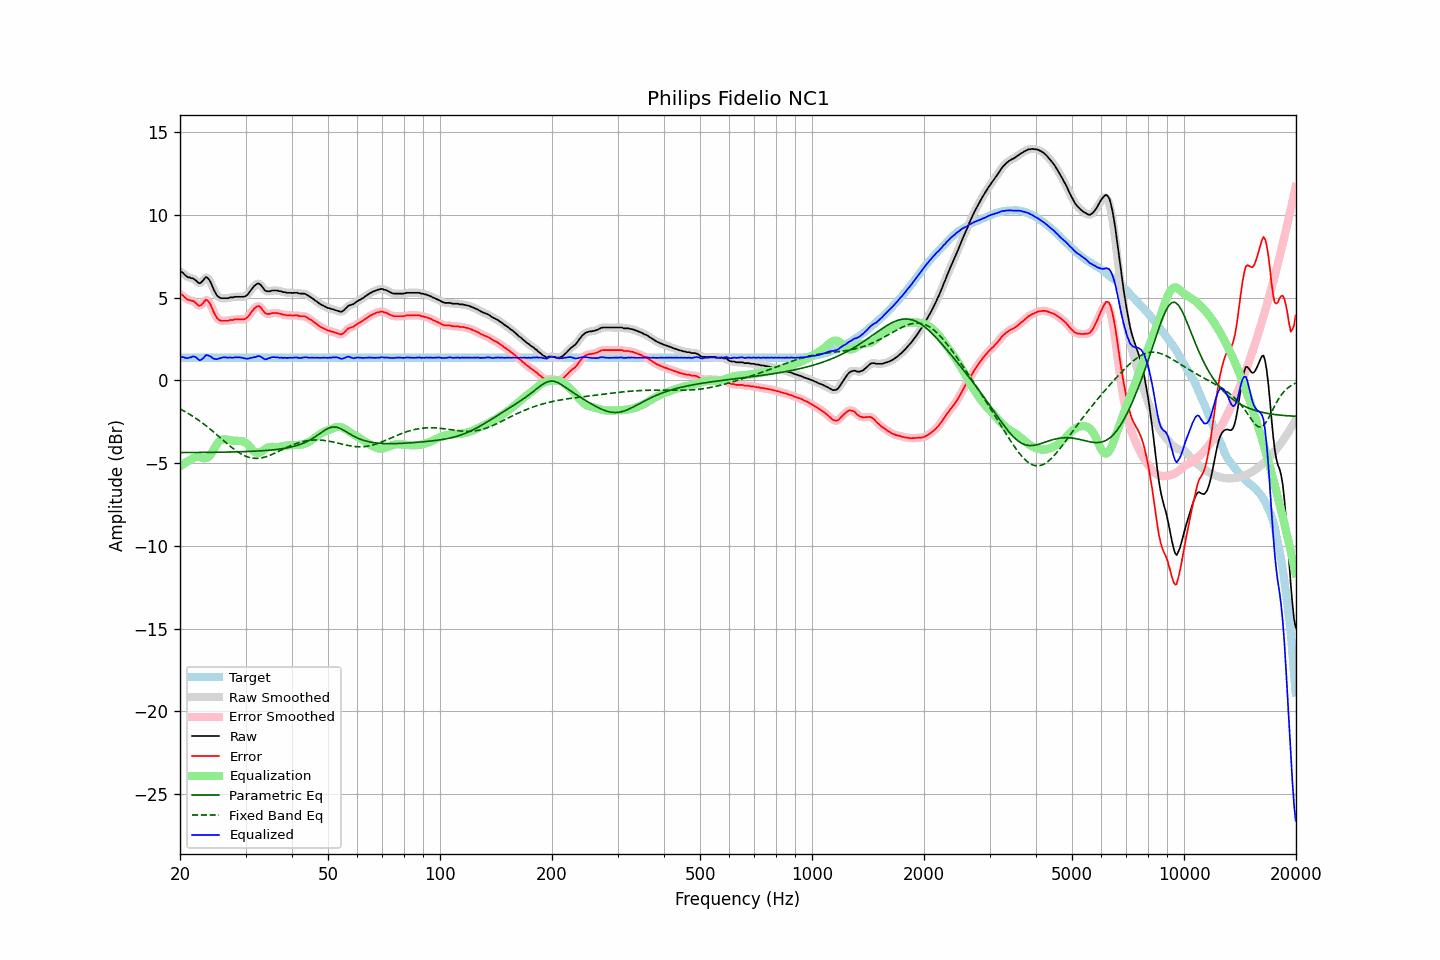 Philips Fidelio NC1
Amplitude (dBr)
15
10
5
0
−5
−10
−15
−20
−25
Target
Raw Smoothed
Error Smoothed
Raw
Error
Equalization
Parametric Eq
Fixed Band Eq
Equalized
20 50 100 200 500 1000 2000 5000 10000 20000
Frequency (Hz)